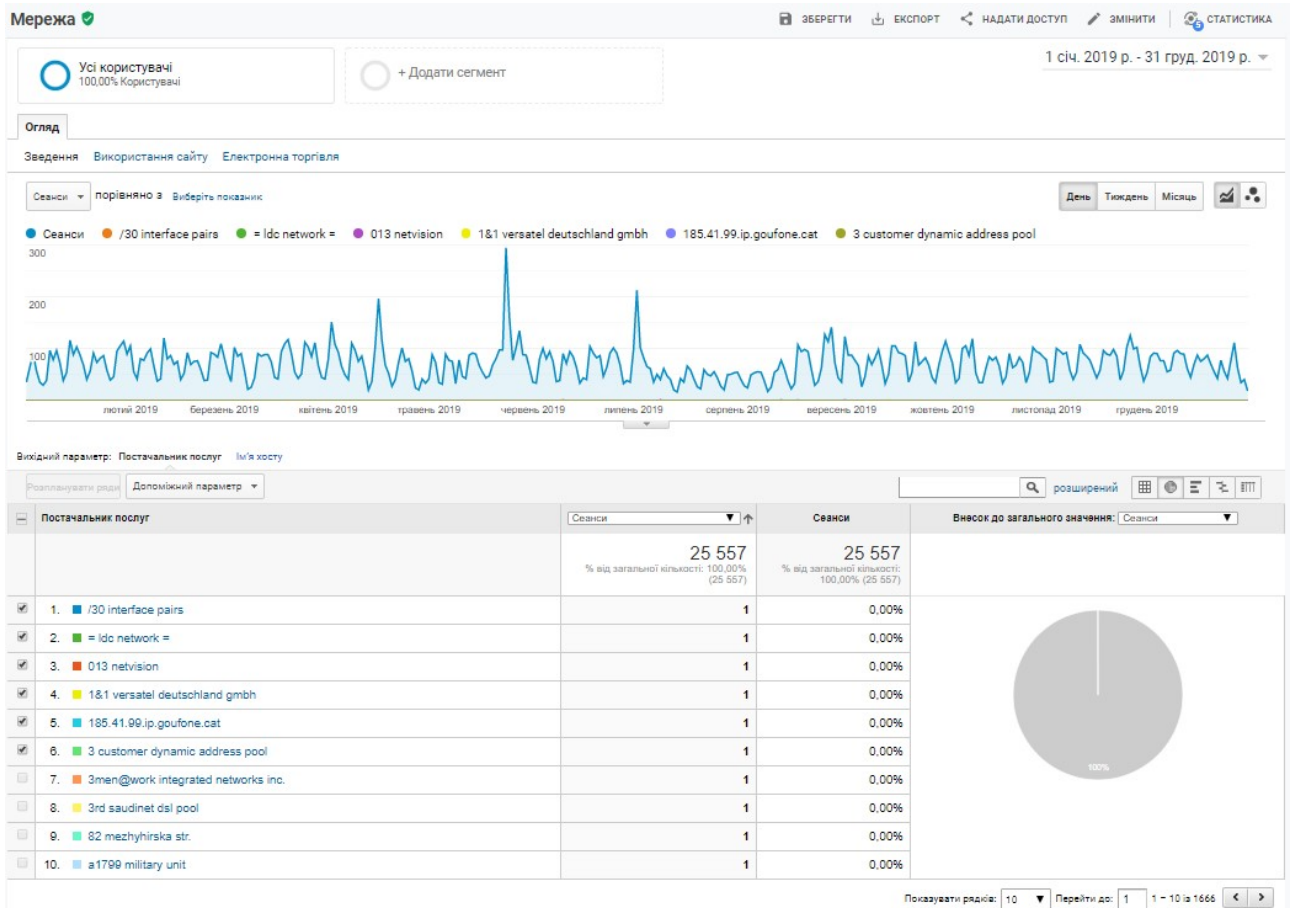 Мережа
ЗБЕРЕГТИ ЕКСПОРТ НАДАТИ ДОСТУП ЗМІНИТИ 5 СТАТИСТИКА
Усі користувачі
100,00% Користувачі
+ Додати сегмент
1 січ. 2019 р. - 31 груд. 2019 р.
Огляд
Зведення Використання сайту Електронна торгівля
Сеанси порівняно з Виберіть показник
День Тиждень Місяць
Сеанси /30 interface pairs = ldc network = 013 netvision 1&1 versatel deutschland gmbh 185.41.99.ip.goufone.cat 3 customer dynamic address pool
300
200
100
лютий 2019 березень 2019 квітень 2019 травень 2019 червень 2019 липень 2019 серпень 2019 вересень 2019 жовтень 2019 листопад 2019 грудень 2019
Вихідний параметр: Постачальник послуг Ім'я хосту
Розпланувати ряди Допоміжний параметр
розширений
Постачальник послуг Сеанси Сеанси Внесок до загального значення: Сеанси
25 557 25 557
% від загальної кількості: 100,00% % від загальної кількості:
(25 557) 100,00% (25 557)
1. /30 interface pairs 1 0,00%
2. = ldc network = 1 0,00%
3. 013 netvision 1 0,00%
4. 1&1 versatel deutschland gmbh 1 0,00%
5. 185.41.99.ip.goufone.cat 1 0,00%
6. 3 customer dynamic address pool 1 0,00%
7. 3men@work integrated networks inc. 1 0,00%
100%
8. 3rd saudinet dsl pool 1 0,00%
9. 82 mezhyhirska str. 1 0,00%
10. a1799 military unit 1 0,00%
Показувати рядків: 10 Перейти до: 1 1 – 10 із 1666